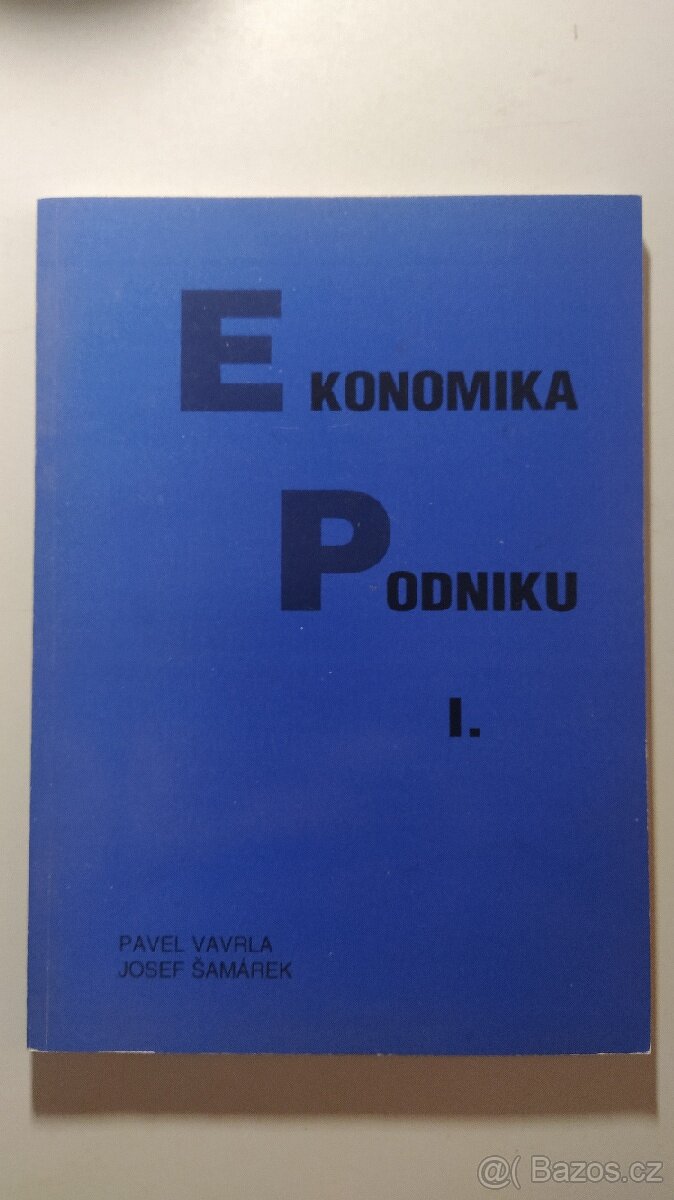 EKONOMIKA
PODNIKU
I.
PAVEL VAVRLA
JOSEF ŠAMÁREK
@( Bazos.cz